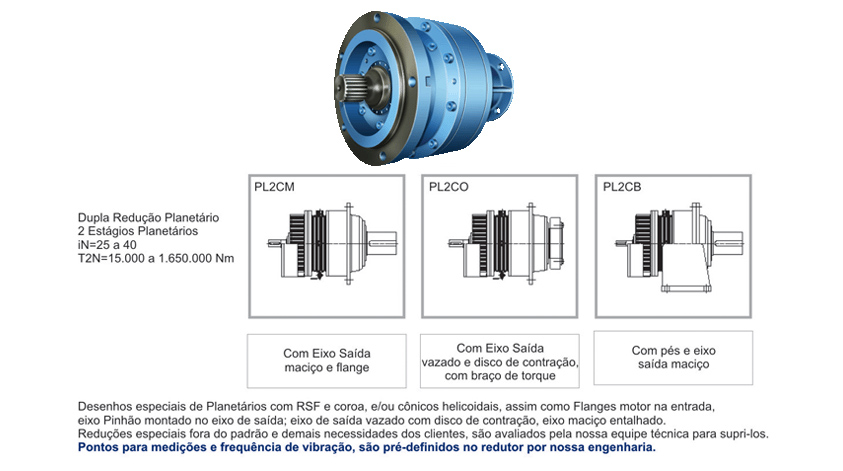 PL2CM
PL2CO
PL2CB
Dupla Redução Planetário
2 Estágios Planetários
iN=25 a 40
T2N=15.000 a 1.650.000 Nm
Com Eixo Saída
maciço e flange
Com Eixo Saída
vazado e disco de contração,
com braço de torque
Com pés e eixo
saída maciço
Desenhos especiais de Planetários com RSF e coroa, e/ou cônicos helicoidais, assim como Flanges motor na entrada,
eixo Pinhão montado no eixo de saída; eixo de saída vazado com disco de contração, eixo maciço entalhado.
Reduções especiais fora do padrão e demais necessidades dos clientes, são avaliados pela nossa equipe técnica para supri-los.
Pontos para medições e frequência de vibração, são pré-definidos no redutor por nossa engenharia.